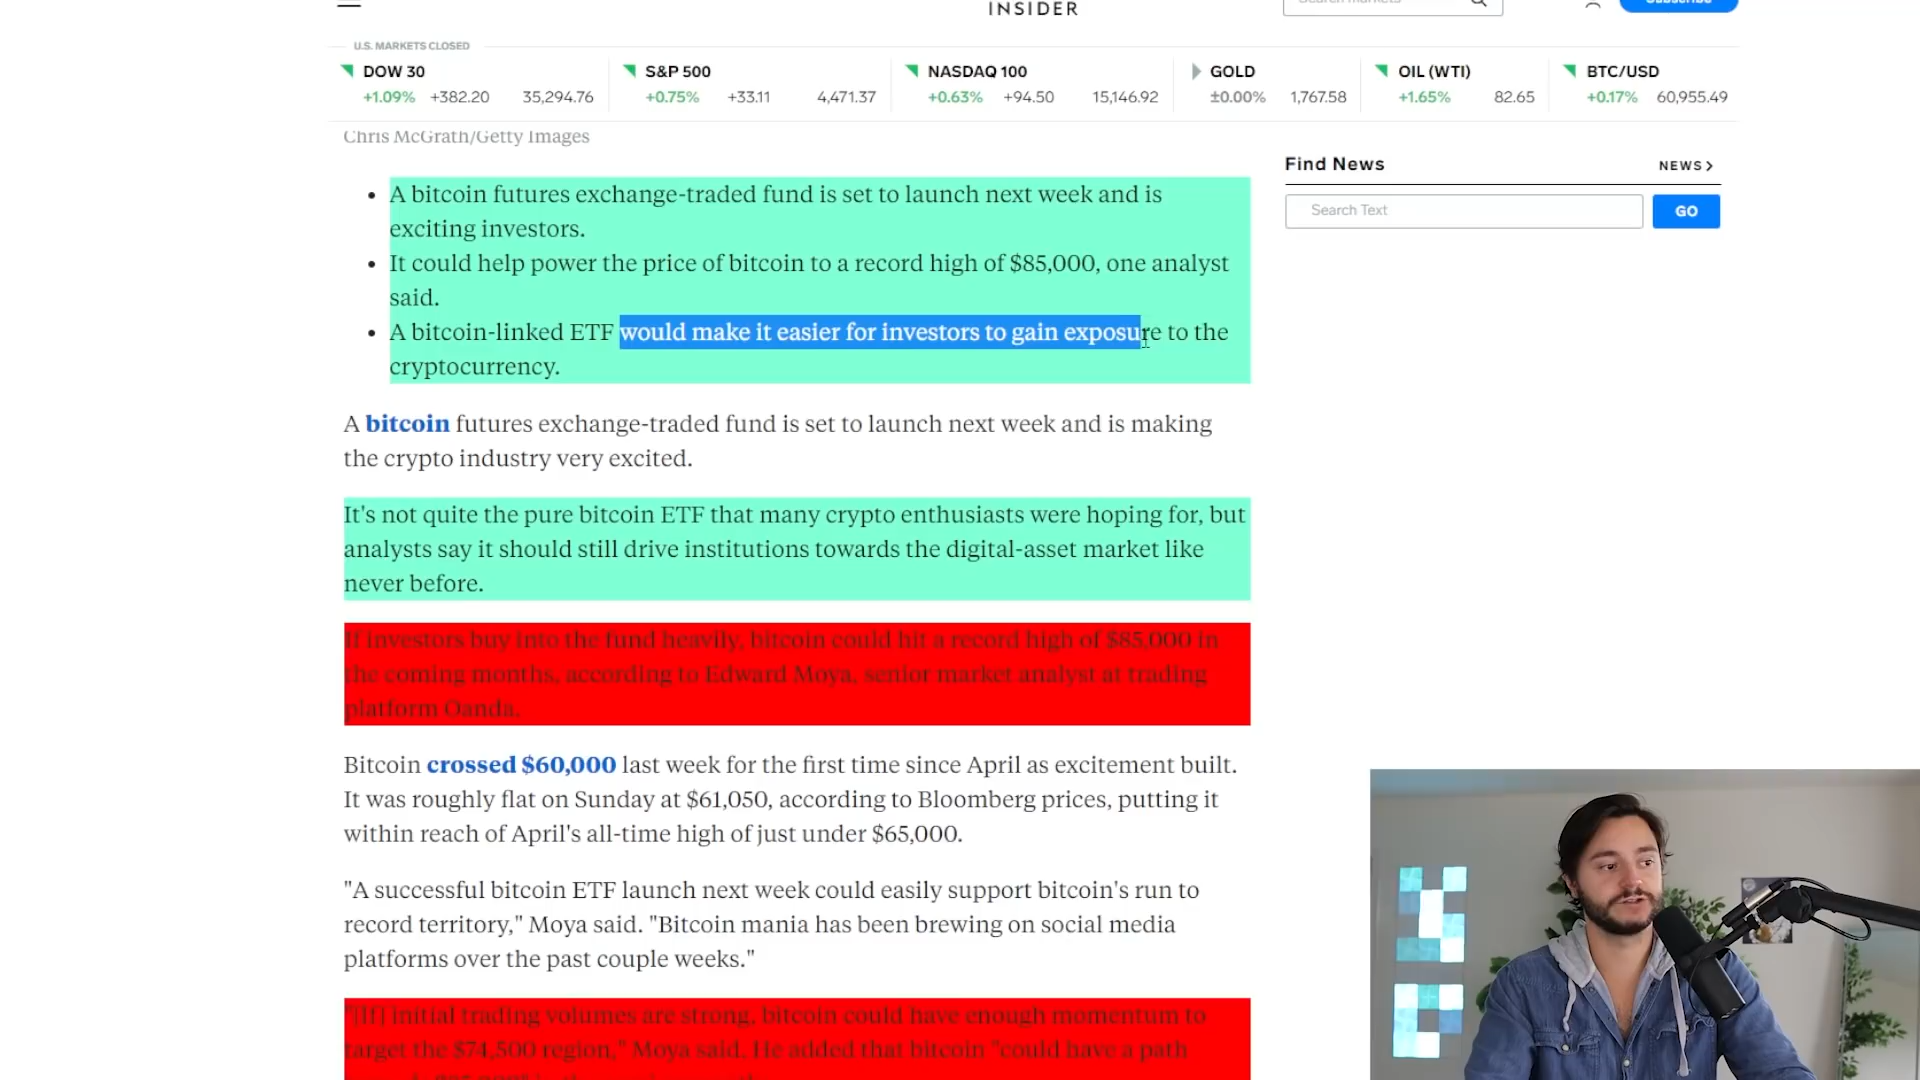 INSIDER
Search markets
Subscribe
U.S. MARKETS CLOSED
DOW 30
+1.09% +382.20 35,294.76
S&P 500
+0.75% +33.11 4,471.37
NASDAQ 100
+0.63% +94.50 15,146.92
GOLD
±0.00% 1,767.58
OIL (WTI)
+1.65% 82.65
BTC/USD
+0.17% 60,955.49
Chris McGrath/Getty Images
• A bitcoin futures exchange-traded fund is set to launch next week and is
exciting investors.
• It could help power the price of bitcoin to a record high of $85,000, one analyst
said.
• A bitcoin-linked ETF would make it easier for investors to gain exposure to the
cryptocurrency.
A bitcoin futures exchange-traded fund is set to launch next week and is making
the crypto industry very excited.
It's not quite the pure bitcoin ETF that many crypto enthusiasts were hoping for, but
analysts say it should still drive institutions towards the digital-asset market like
never before.
If investors buy into the fund heavily, bitcoin could hit a record high of $85,000 in
the coming months, according to Edward Moya, senior market analyst at trading
platform Oanda.
Bitcoin crossed $60,000 last week for the first time since April as excitement built.
It was roughly flat on Sunday at $61,050, according to Bloomberg prices, putting it
within reach of April's all-time high of just under $65,000.
"A successful bitcoin ETF launch next week could easily support bitcoin's run to
record territory," Moya said. "Bitcoin mania has been brewing on social media
platforms over the past couple weeks."
"[If] initial trading volumes are strong, bitcoin could have enough momentum to
target the $74,500 region," Moya said. He added that bitcoin "could have a path
Find News
NEWS >
Search Text
GO